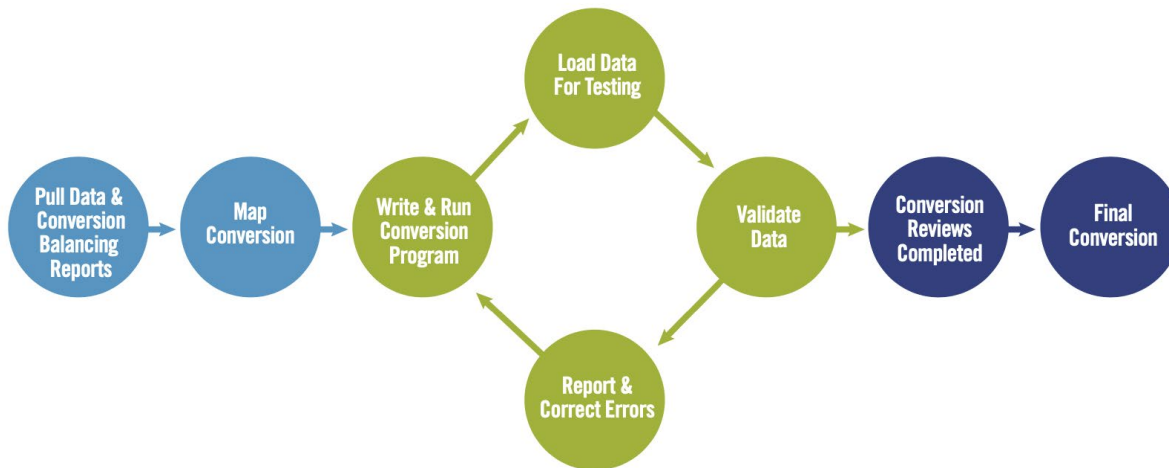 Pull Data &
Conversion
Balancing
Reports
Map
Conversion
Write & Run
Conversion
Program
Load Data
For Testing
Validate
Data
Report &
Correct Errors
Conversion
Reviews
Completed
Final
Conversion